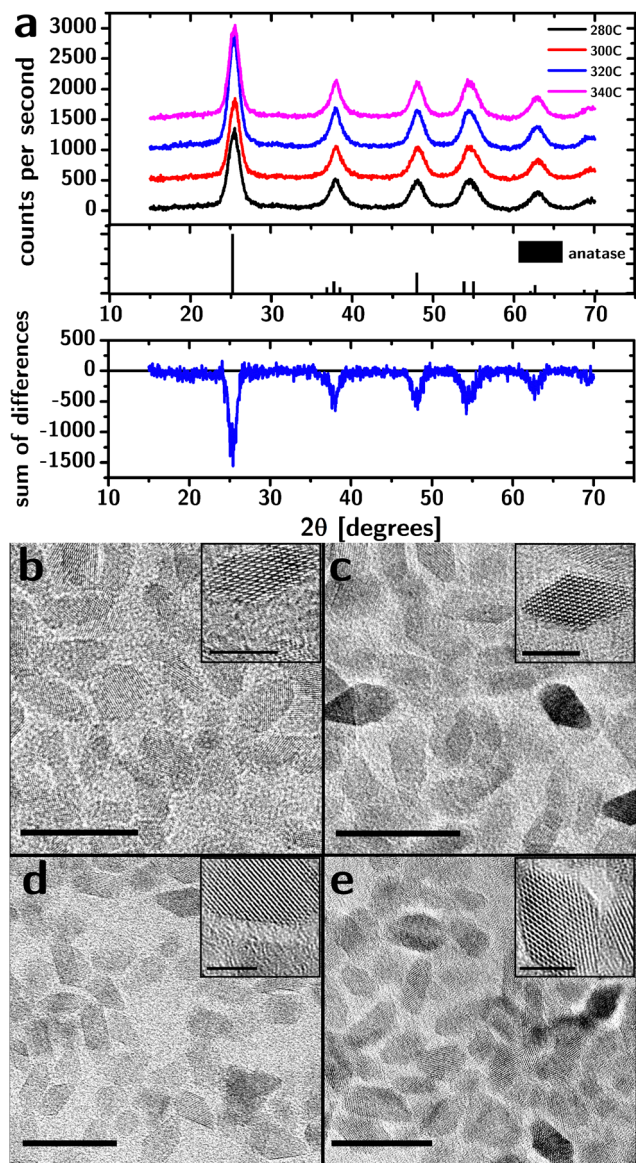 a
counts per second
3000
2500
2000
1500
1000
500
0
280C
300C
320C
340C
anatase
10 20 30 40 50 60 70
sum of differences
500
0
-500
-1000
-1500
10 20 30 40 50 60 70
2θ [degrees]
b
c
d
e